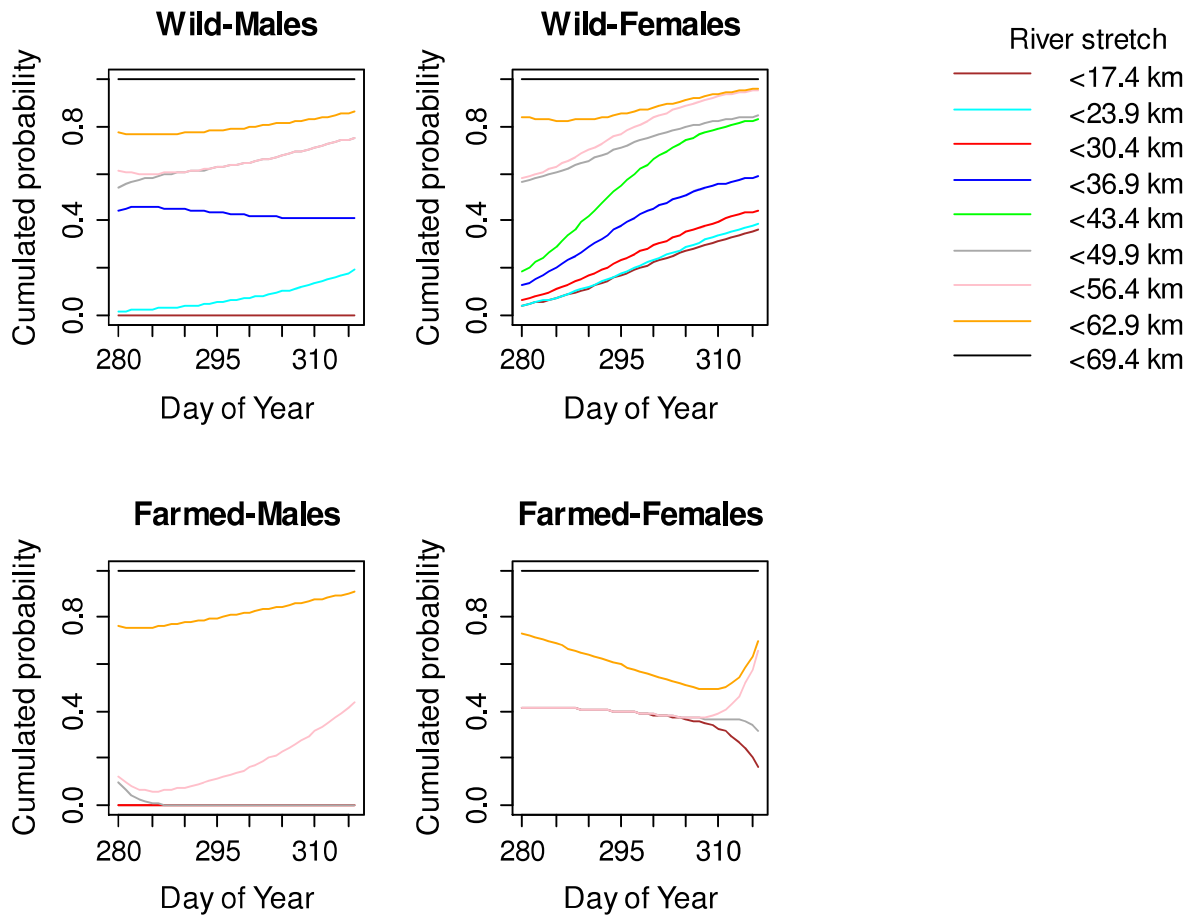 Wild-Males
Cumulated probability
0.0 0.4 0.8
280 295 310
Day of Year
Wild-Females
Cumulated probability
0.0 0.4 0.8
280 295 310
Day of Year
River stretch
<17.4 km
<23.9 km
<30.4 km
<36.9 km
<43.4 km
<49.9 km
<56.4 km
<62.9 km
<69.4 km
Farmed-Males
Cumulated probability
0.0 0.4 0.8
280 295 310
Day of Year
Farmed-Females
Cumulated probability
0.0 0.4 0.8
280 295 310
Day of Year